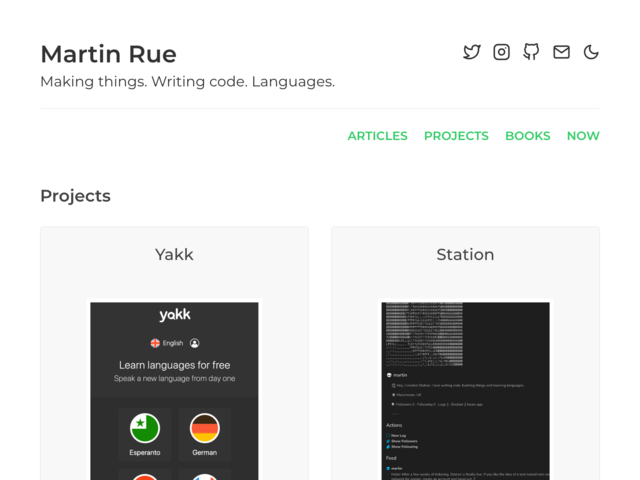 Martin Rue
Making things. Writing code. Languages.
ARTICLES PROJECTS BOOKS NOW
Projects
Yakk
yakk
English
Learn languages for free
Speak a new language from day one
Esperanto German
Station
martin
Actions
New Log
Show Followers
Show Following
Feed
martin